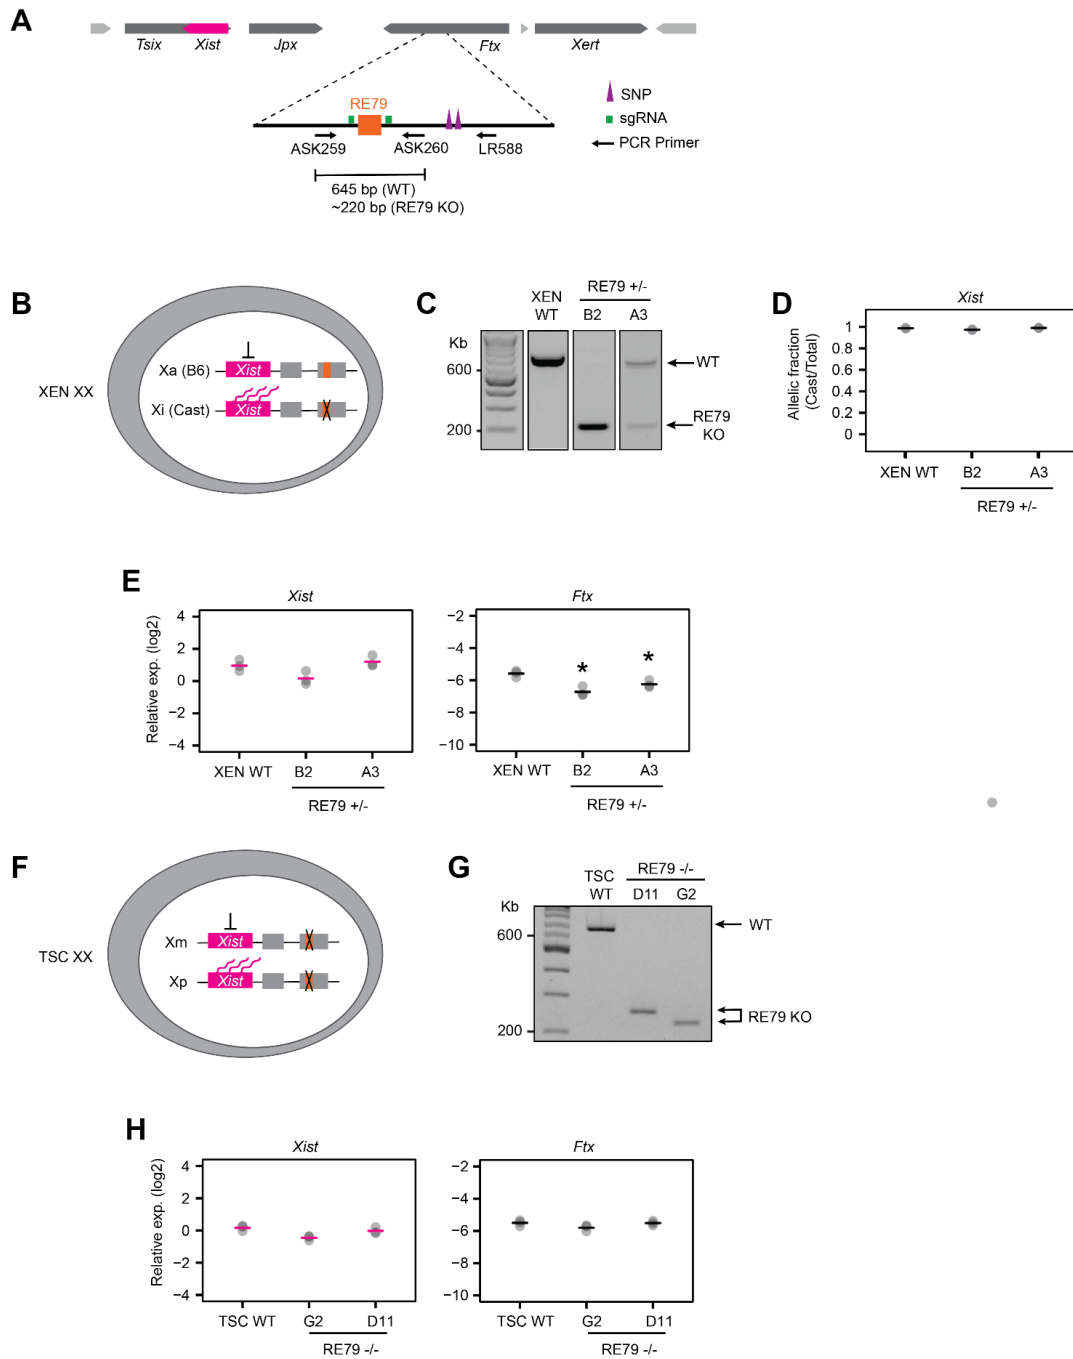 A
Tsix
Xist
Jpx
Ftx
Xert
RE79
SNP
sgRNA
PCR Primer
ASK259
ASK260
LR588
645 bp (WT)
~220 bp (RE79 KO)
B
XEN XX
Xa (B6)
Xist
Xi (Cast)
Xist
C
XEN
WT
RE79 +/-
B2
A3
Kb
600
200
WT
RE79
KO
D
Xist
Allelic fraction
(Cast/Total)
1
0.8
0.6
0.4
0.2
0
XEN WT
B2
A3
RE79 +/-
E
Xist
Relative exp. (log2)
4
2
0
−2
−4
XEN WT
B2
A3
RE79 +/-
Ftx
−2
−4
−6
−8
−10
*
*
XEN WT
B2
A3
RE79 +/-
F
TSC XX
Xm
Xist
Xp
Xist
G
TSC
WT
RE79 -/-
D11
G2
Kb
600
200
WT
RE79 KO
H
Xist
Relative exp. (log2)
4
2
0
−2
−4
TSC WT
G2
D11
RE79 -/-
Ftx
−2
−4
−6
−8
−10
TSC WT
G2
D11
RE79 -/-